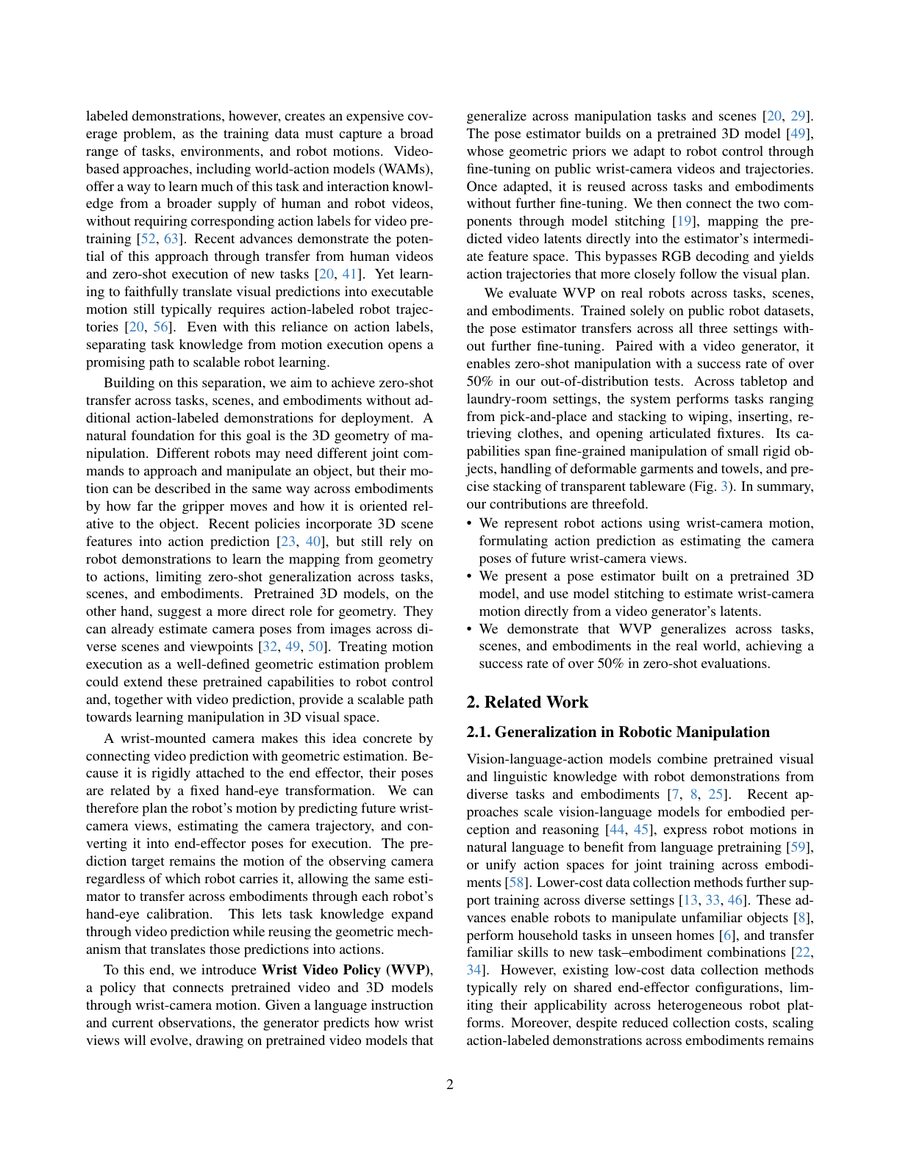 labeled demonstrations, however, creates an expensive cov-
erage problem, as the training data must capture a broad
range of tasks, environments, and robot motions. Video-
based approaches, including world-action models (WAMs),
offer a way to learn much of this task and interaction knowl-
edge from a broader supply of human and robot videos,
without requiring corresponding action labels for video pre-
training [52, 63]. Recent advances demonstrate the poten-
tial of this approach through transfer from human videos
and zero-shot execution of new tasks [20, 41]. Yet learn-
ing to faithfully translate visual predictions into executable
motion still typically requires action-labeled robot trajec-
tories [20, 56]. Even with this reliance on action labels,
separating task knowledge from motion execution opens a
promising path to scalable robot learning.
Building on this separation, we aim to achieve zero-shot
transfer across tasks, scenes, and embodiments without ad-
ditional action-labeled demonstrations for deployment. A
natural foundation for this goal is the 3D geometry of ma-
nipulation. Different robots may need different joint com-
mands to approach and manipulate an object, but their mo-
tion can be described in the same way across embodiments
by how far the gripper moves and how it is oriented rel-
ative to the object. Recent policies incorporate 3D scene
features into action prediction [23, 40], but still rely on
robot demonstrations to learn the mapping from geometry
to actions, limiting zero-shot generalization across tasks,
scenes, and embodiments. Pretrained 3D models, on the
other hand, suggest a more direct role for geometry. They
can already estimate camera poses from images across di-
verse scenes and viewpoints [32, 49, 50]. Treating motion
execution as a well-defined geometric estimation problem
could extend these pretrained capabilities to robot control
and, together with video prediction, provide a scalable path
towards learning manipulation in 3D visual space.
A wrist-mounted camera makes this idea concrete by
connecting video prediction with geometric estimation. Be-
cause it is rigidly attached to the end effector, their poses
are related by a fixed hand-eye transformation. We can
therefore plan the robot's motion by predicting future wrist-
camera views, estimating the camera trajectory, and con-
verting it into end-effector poses for execution. The pre-
diction target remains the motion of the observing camera
regardless of which robot carries it, allowing the same esti-
mator to transfer across embodiments through each robot's
hand-eye calibration. This lets task knowledge expand
through video prediction while reusing the geometric mech-
anism that translates those predictions into actions.
To this end, we introduce Wrist Video Policy (WVP),
a policy that connects pretrained video and 3D models
through wrist-camera motion. Given a language instruction
and current observations, the generator predicts how wrist
views will evolve, drawing on pretrained video models that
generalize across manipulation tasks and scenes [20, 29].
The pose estimator builds on a pretrained 3D model [49],
whose geometric priors we adapt to robot control through
fine-tuning on public wrist-camera videos and trajectories.
Once adapted, it is reused across tasks and embodiments
without further fine-tuning. We then connect the two com-
ponents through model stitching [19], mapping the pre-
dicted video latents directly into the estimator's intermedi-
ate feature space. This bypasses RGB decoding and yields
action trajectories that more closely follow the visual plan.
We evaluate WVP on real robots across tasks, scenes,
and embodiments. Trained solely on public robot datasets,
the pose estimator transfers across all three settings with-
out further fine-tuning. Paired with a video generator, it
enables zero-shot manipulation with a success rate of over
50% in our out-of-distribution tests. Across tabletop and
laundry-room settings, the system performs tasks ranging
from pick-and-place and stacking to wiping, inserting, re-
trieving clothes, and opening articulated fixtures. Its ca-
pabilities span fine-grained manipulation of small rigid ob-
jects, handling of deformable garments and towels, and pre-
cise stacking of transparent tableware (Fig. 3). In summary,
our contributions are threefold.
• We represent robot actions using wrist-camera motion,
formulating action prediction as estimating the camera
poses of future wrist-camera views.
• We present a pose estimator built on a pretrained 3D
model, and use model stitching to estimate wrist-camera
motion directly from a video generator's latents.
• We demonstrate that WVP generalizes across tasks,
scenes, and embodiments in the real world, achieving a
success rate of over 50% in zero-shot evaluations.
2. Related Work
2.1. Generalization in Robotic Manipulation
Vision-language-action models combine pretrained visual
and linguistic knowledge with robot demonstrations from
diverse tasks and embodiments [7, 8, 25]. Recent ap-
proaches scale vision-language models for embodied per-
ception and reasoning [44, 45], express robot motions in
natural language to benefit from language pretraining [59],
or unify action spaces for joint training across embodi-
ments [58]. Lower-cost data collection methods further sup-
port training across diverse settings [13, 33, 46]. These ad-
vances enable robots to manipulate unfamiliar objects [8],
perform household tasks in unseen homes [6], and transfer
familiar skills to new task–embodiment combinations [22,
34]. However, existing low-cost data collection methods
typically rely on shared end-effector configurations, lim-
iting their applicability across heterogeneous robot plat-
forms. Moreover, despite reduced collection costs, scaling
action-labeled demonstrations across embodiments remains
2